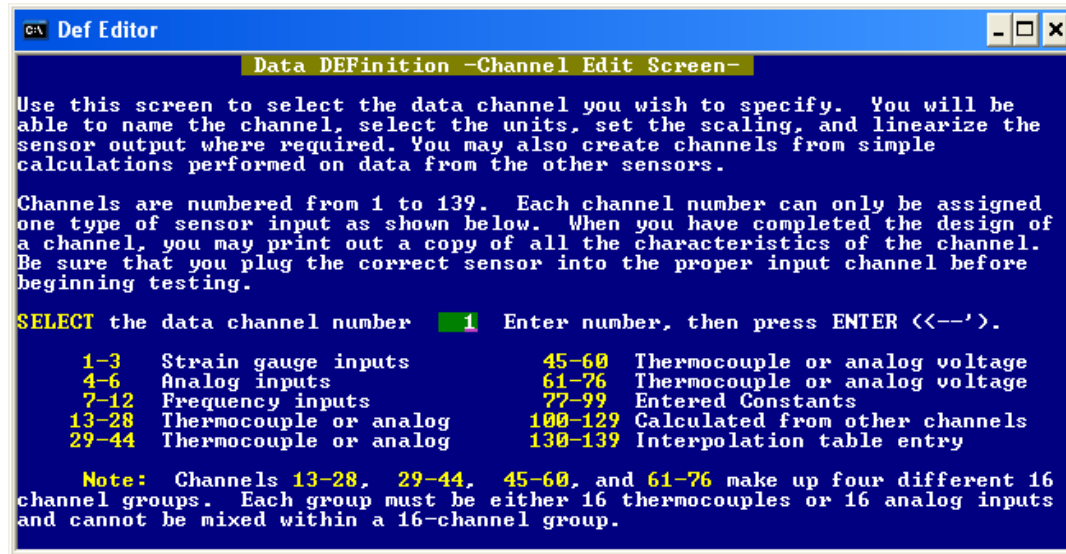 Def Editor
Data DEFinition -Channel Edit Screen-
Use this screen to select the data channel you wish to specify. You will be
able to name the channel, select the units, set the scaling, and linearize the
sensor output where required. You may also create channels from simple
calculations performed on data from the other sensors.
Channels are numbered from 1 to 139. Each channel number can only be assigned
one type of sensor input as shown below. When you have completed the design of
a channel, you may print out a copy of all the characteristics of the channel.
Be sure that you plug the correct sensor into the proper input channel before
beginning testing.
SELECT the data channel number 1 Enter number, then press ENTER (<--').
1-3 Strain gauge inputs 45-60 Thermocouple or analog voltage
4-6 Analog inputs 61-76 Thermocouple or analog voltage
7-12 Frequency inputs 77-99 Entered Constants
13-28 Thermocouple or analog 100-129 Calculated from other channels
29-44 Thermocouple or analog 130-139 Interpolation table entry
Note: Channels 13-28, 29-44, 45-60, and 61-76 make up four different 16
channel groups. Each group must be either 16 thermocouples or 16 analog inputs
and cannot be mixed within a 16-channel group.